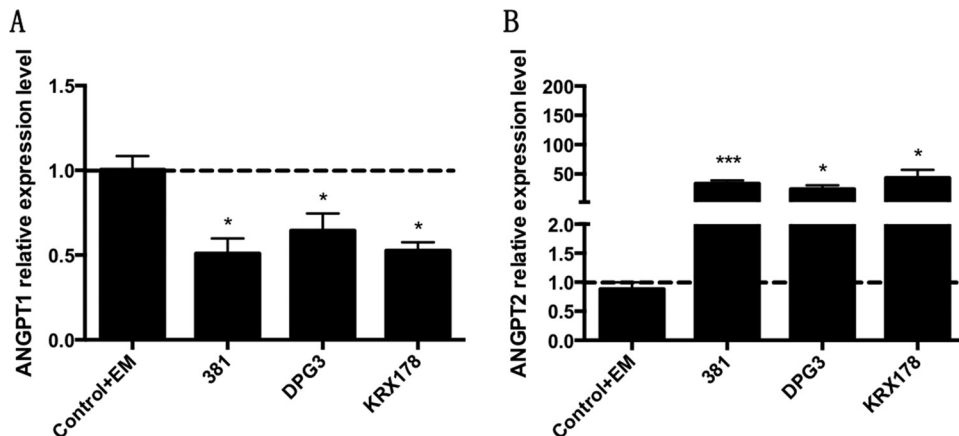 A
ANGPT1 relative expression level
1.5
1.0
0.5
0.0
*
*
*
Control+EM
381
DPG3
KRX178
B
ANGPT2 relative expression level
200
150
100
50
2.0
1.0
0.5
0.0
***
*
*
Control+EM
381
DPG3
KRX178